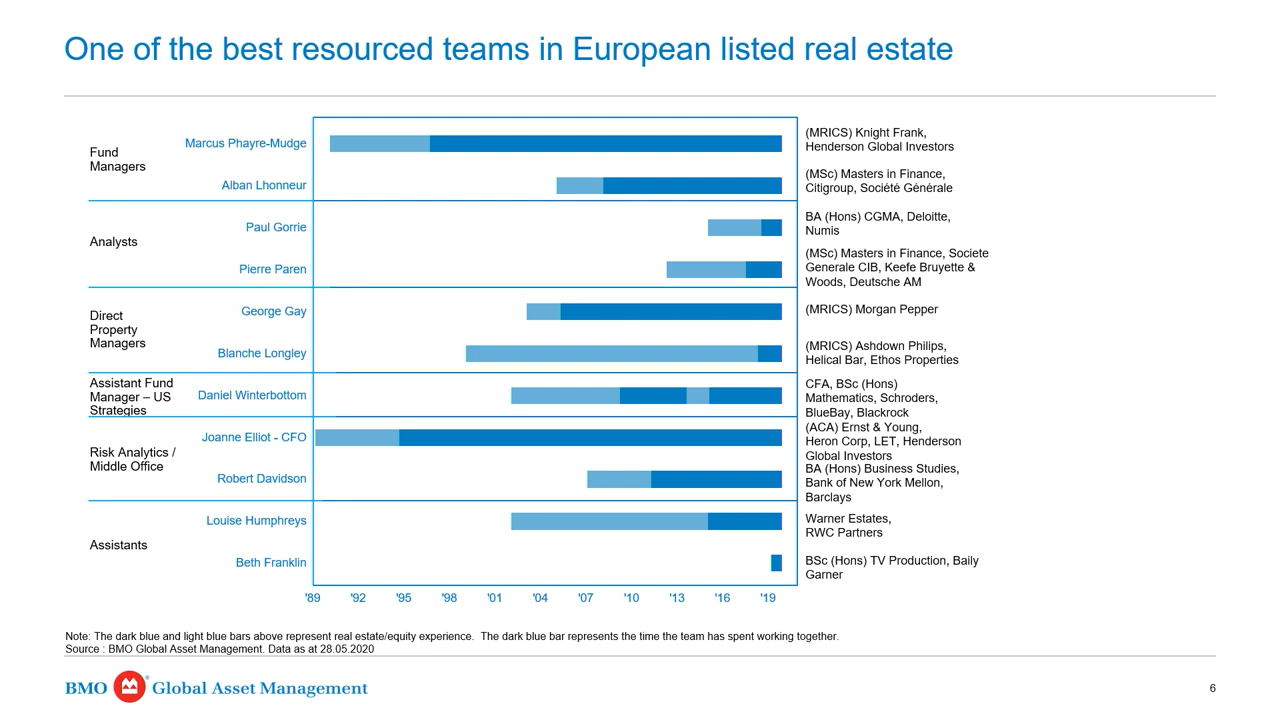 One of the best resourced teams in European listed real estate
Fund
Managers
Marcus Phayre-Mudge
(MRICS) Knight Frank,
Henderson Global Investors
Alban Lhonneur
(MSc) Masters in Finance,
Citigroup, Société Générale
Analysts
Paul Gorrie
BA (Hons) CGMA, Deloitte,
Numis
Pierre Paren
(MSc) Masters in Finance, Societe
Generale CIB, Keefe Bruyette &
Woods, Deutsche AM
Direct
Property
Managers
George Gay
(MRICS) Morgan Pepper
Blanche Longley
(MRICS) Ashdown Philips,
Helical Bar, Ethos Properties
Assistant Fund
Manager – US
Strategies
Daniel Winterbottom
CFA, BSc (Hons)
Mathematics, Schroders,
BlueBay, Blackrock
Risk Analytics /
Middle Office
Joanne Elliot - CFO
(ACA) Ernst & Young,
Heron Corp, LET, Henderson
Global Investors
Robert Davidson
BA (Hons) Business Studies,
Bank of New York Mellon,
Barclays
Assistants
Louise Humphreys
Warner Estates,
RWC Partners
Beth Franklin
BSc (Hons) TV Production, Baily
Garner
'89 '92 '95 '98 '01 '04 '07 '10 '13 '16 '19
Note: The dark blue and light blue bars above represent real estate/equity experience. The dark blue bar represents the time the team has spent working together.
Source : BMO Global Asset Management. Data as at 28.05.2020
BMO Global Asset Management
6